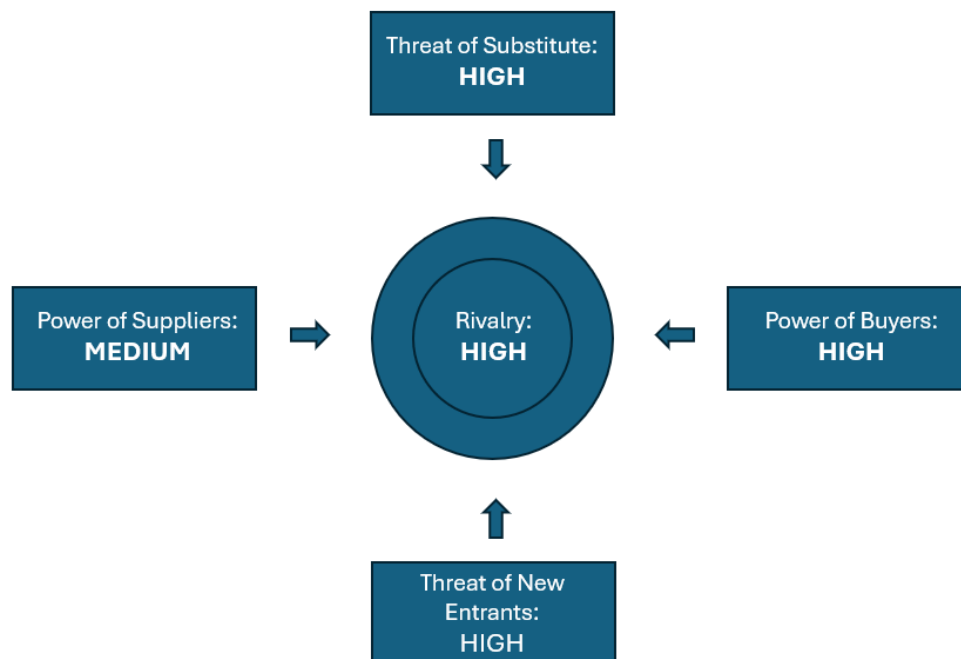 Threat of Substitute:
HIGH
Power of Suppliers:
MEDIUM
Rivalry:
HIGH
Power of Buyers:
HIGH
Threat of New
Entrants:
HIGH